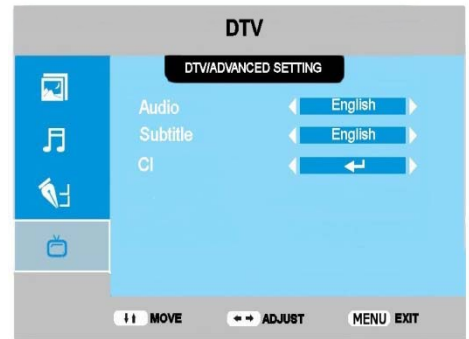 DTV
DTV/ADVANCED SETTING
Audio English
Subtitle English
CI
MOVE ADJUST MENU EXIT